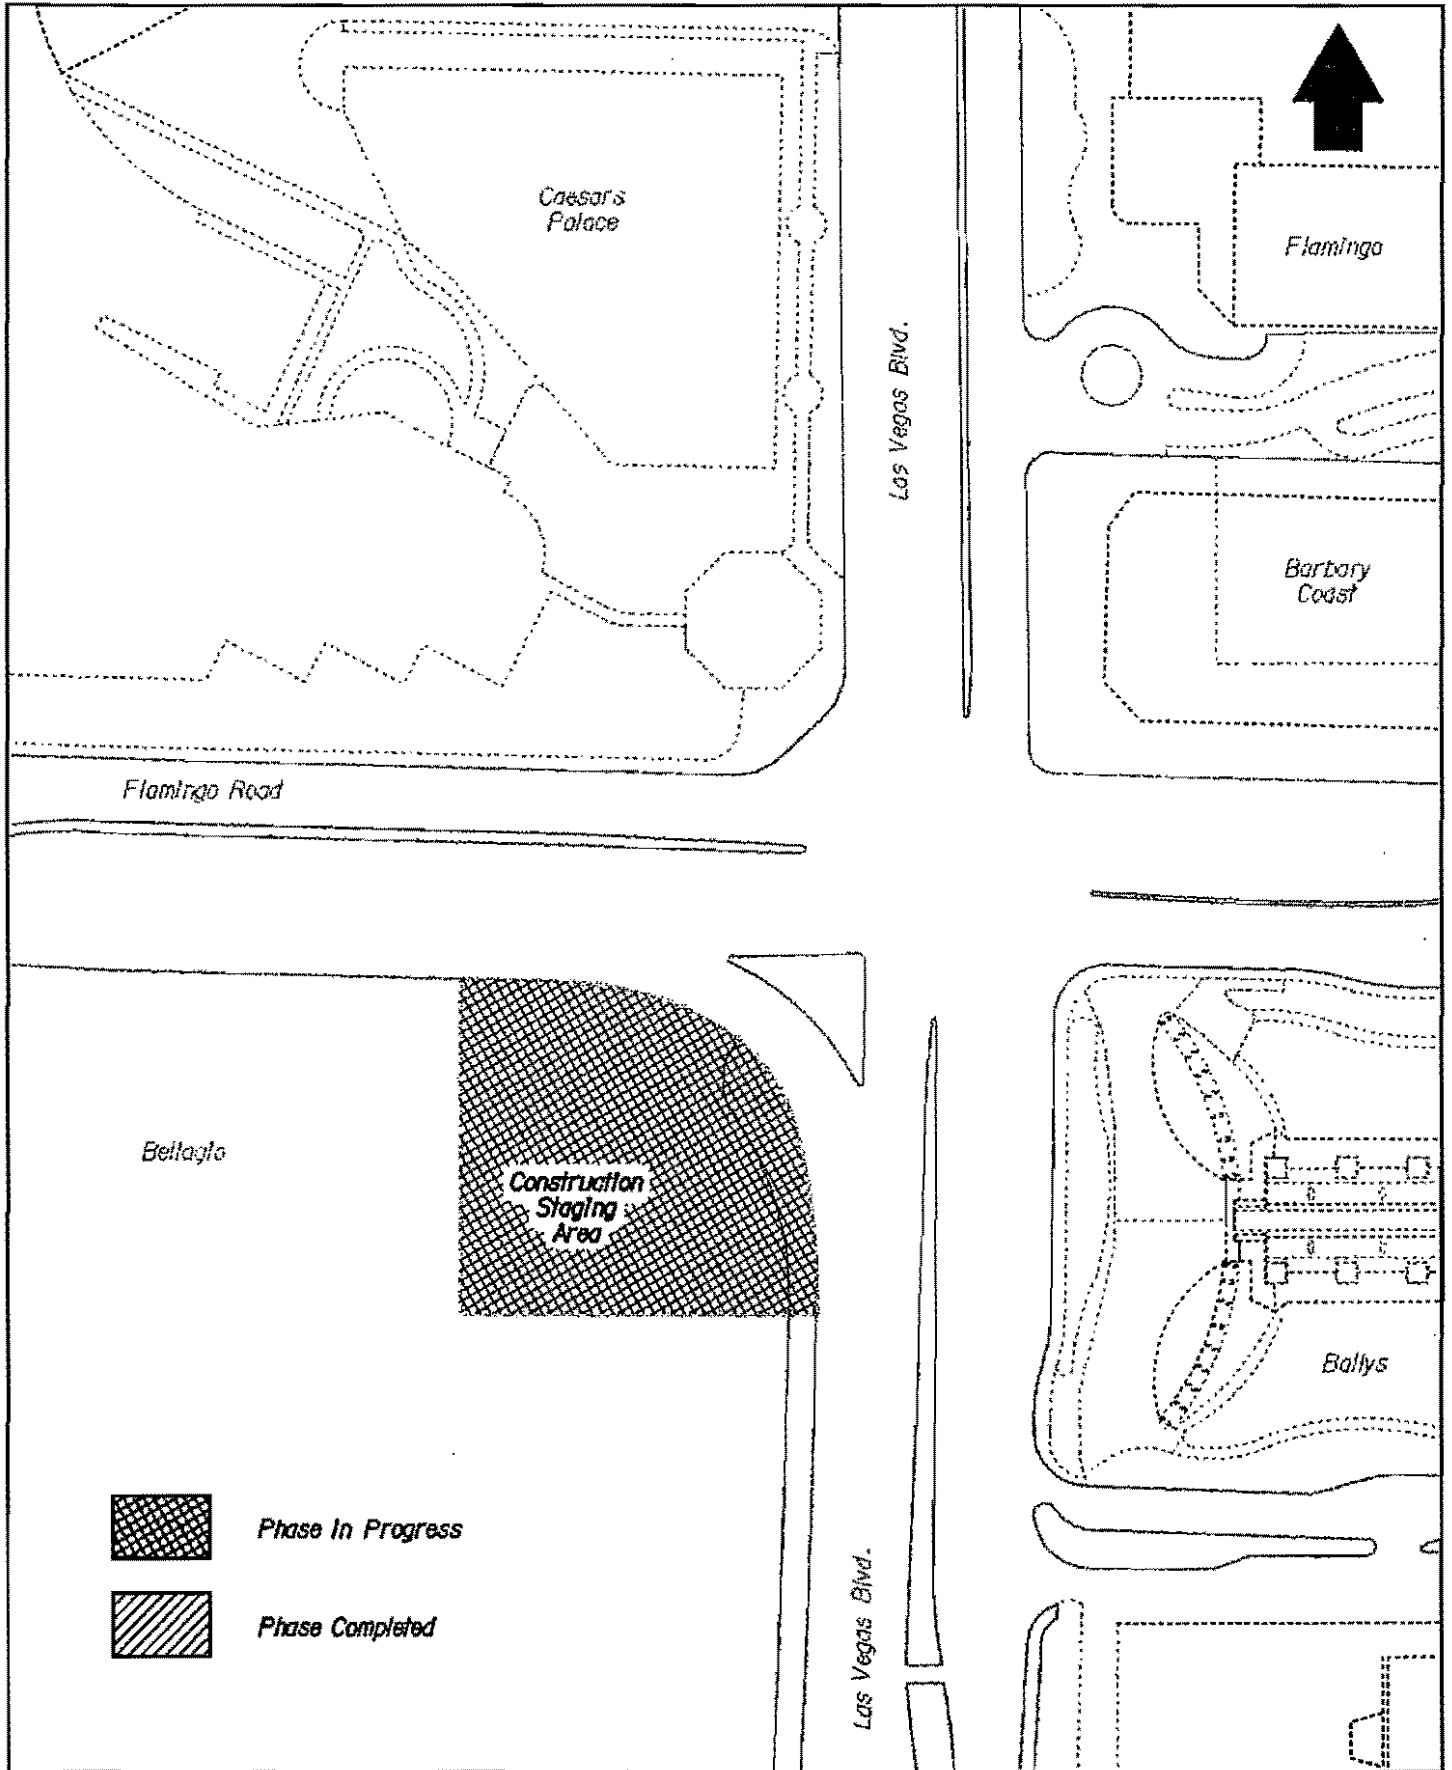 Caesars
Palace
Flamingo
Las Vegas Blvd.
Barbary
Coast
Flamingo Road
Bellagio
Construction
Staging
Area
Ballys
Phase In Progress
Phase Completed
Las Vegas Blvd.